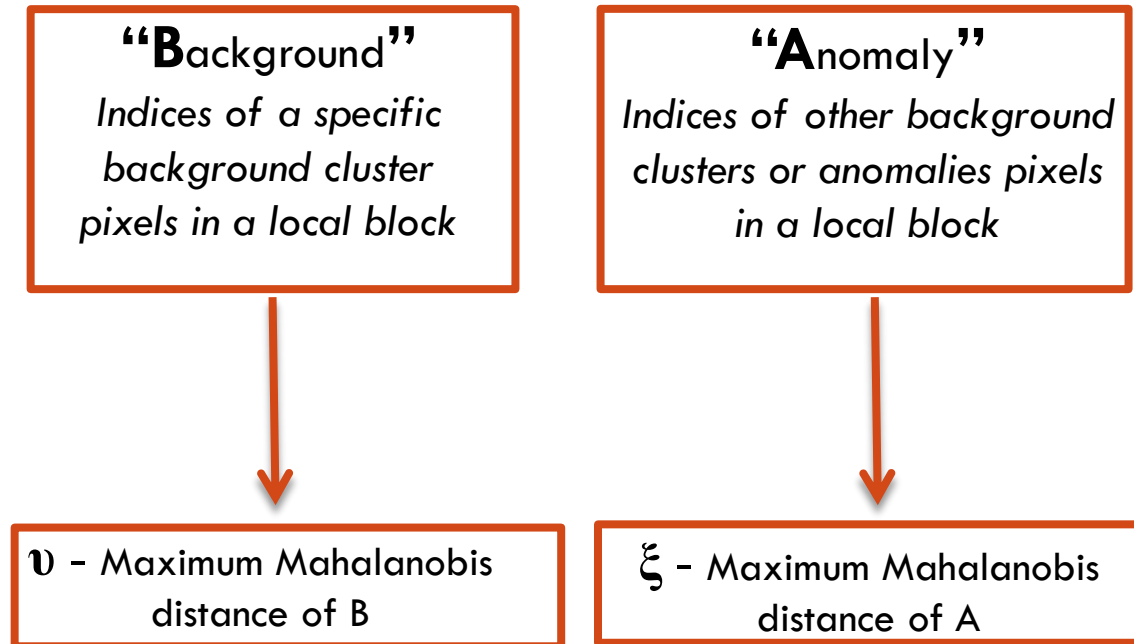 “Background”
Indices of a specific
background cluster
pixels in a local block
“Anomaly”
Indices of other background
clusters or anomalies pixels
in a local block
υ - Maximum Mahalanobis
distance of B
ξ - Maximum Mahalanobis
distance of A